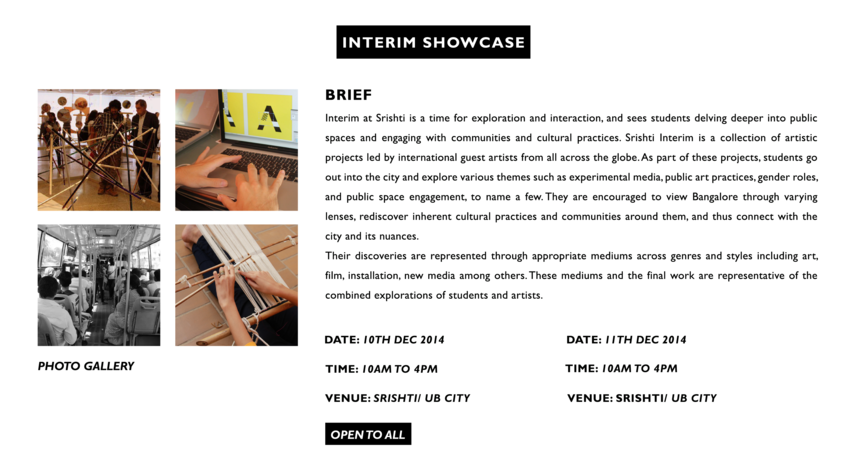 INTERIM SHOWCASE
BRIEF
Interim at Srishti is a time for exploration and interaction, and sees students delving deeper into public
spaces and engaging with communities and cultural practices. Srishti Interim is a collection of artistic
projects led by international guest artists from all across the globe. As part of these projects, students go
out into the city and explore various themes such as experimental media, public art practices, gender roles,
and public space engagement, to name a few. They are encouraged to view Bangalore through varying
lenses, rediscover inherent cultural practices and communities around them, and thus connect with the
city and its nuances.
Their discoveries are represented through appropriate mediums across genres and styles including art,
film, installation, new media among others. These mediums and the final work are representative of the
combined explorations of students and artists.
A
PHOTO GALLERY
DATE: 10TH DEC 2014
TIME: 10AM TO 4PM
VENUE: SRISHTI/ UB CITY
DATE: 11TH DEC 2014
TIME: 10AM TO 4PM
VENUE: SRISHTI/ UB CITY
OPEN TO ALL